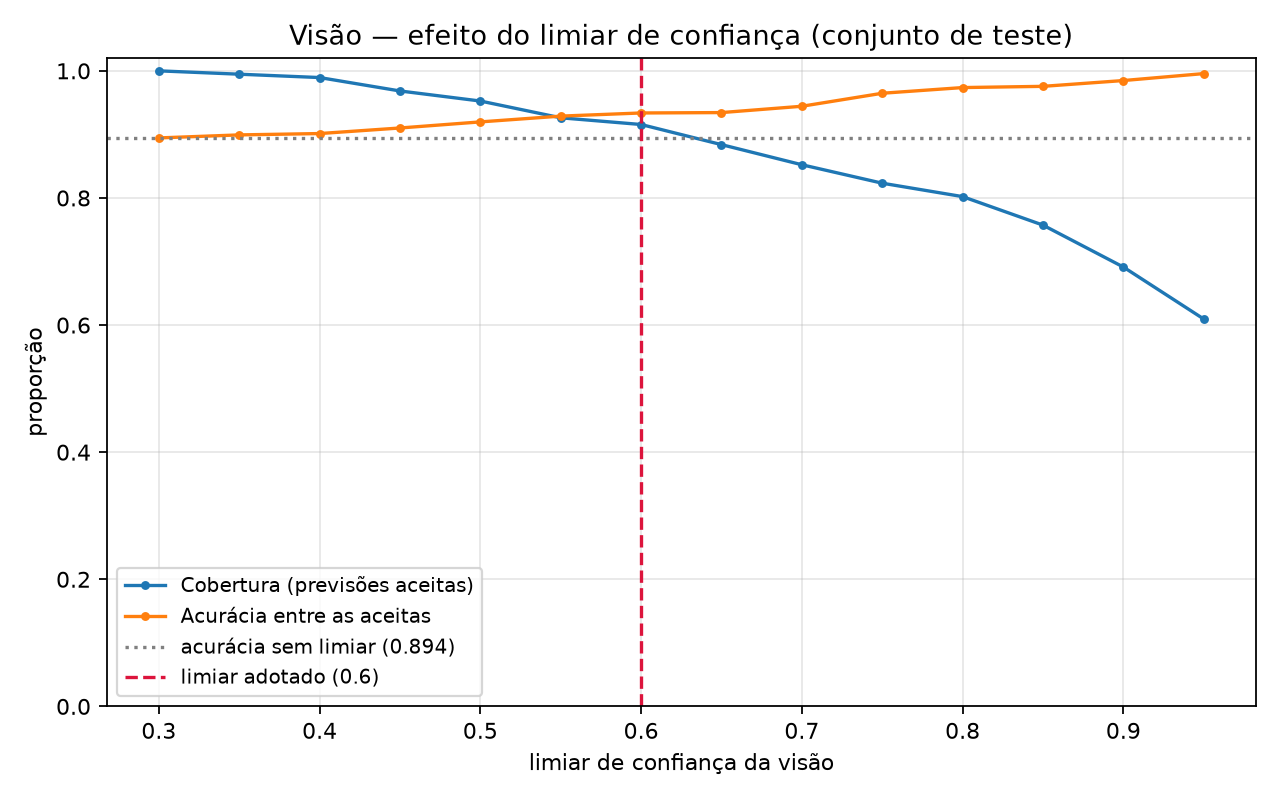 Visão — efeito do limiar de confiança (conjunto de teste)
1.0
0.8
0.6
0.4
0.2
0.0
proporção
Cobertura (previsões aceitas)
Acurácia entre as aceitas
acurácia sem limiar (0.894)
limiar adotado (0.6)
0.3 0.4 0.5 0.6 0.7 0.8 0.9
limiar de confiança da visão